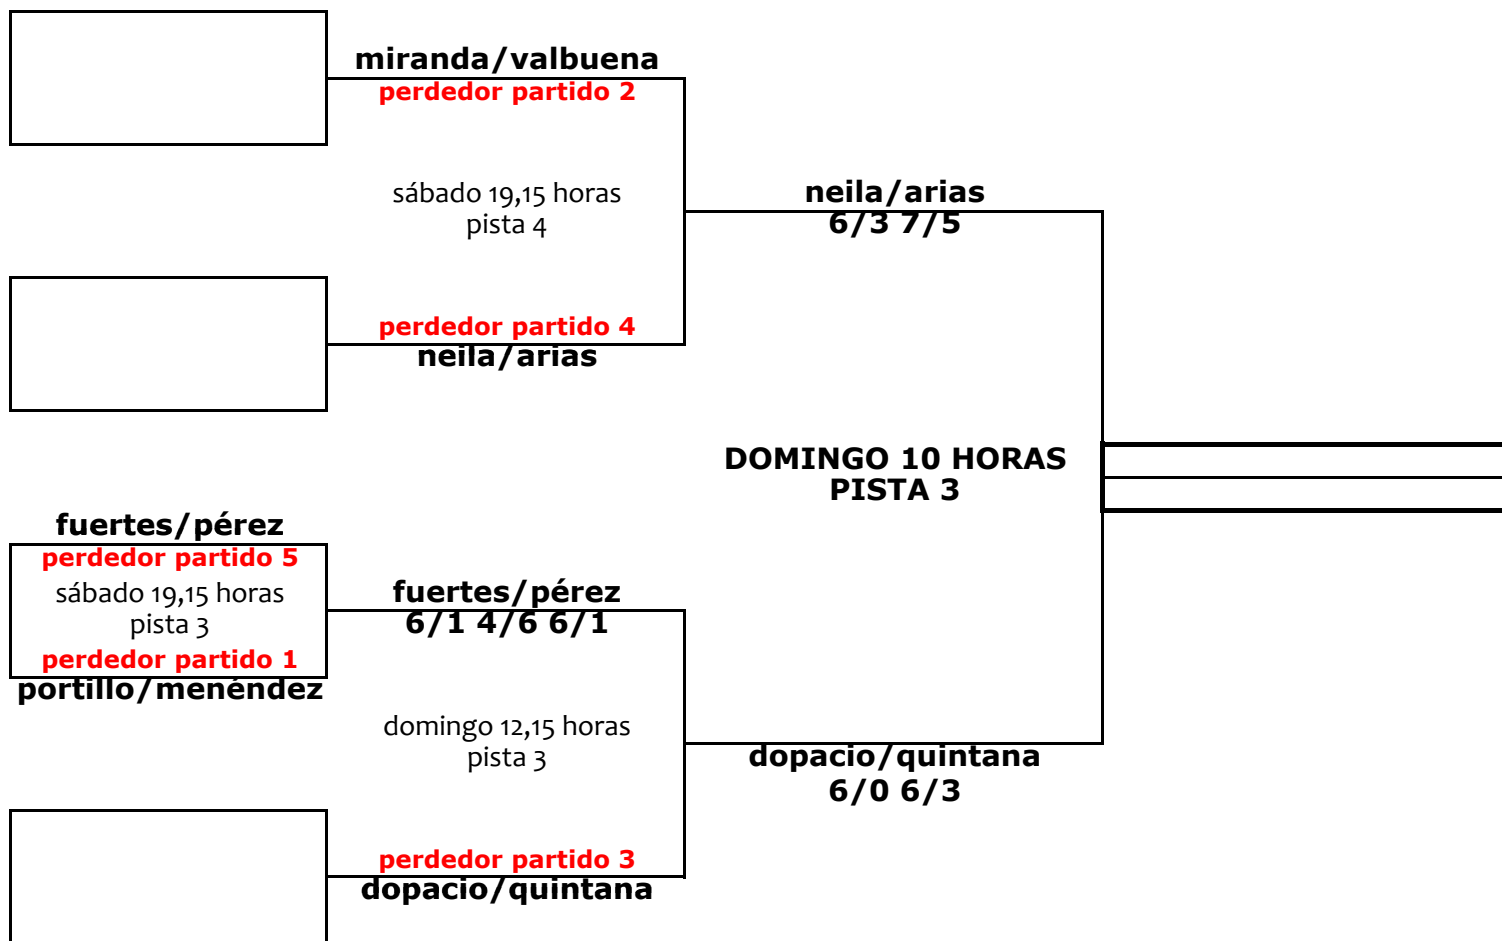 miranda/valbuena
perdedor partido 2
sábado 19,15 horas
pista 4
perdedor partido 4
neila/arias
neila/arias
6/3 7/5
DOMINGO 10 HORAS
PISTA 3
fuertes/pérez
perdedor partido 5
sábado 19,15 horas
pista 3
perdedor partido 1
portillo/menéndez
fuertes/pérez
6/1 4/6 6/1
domingo 12,15 horas
pista 3
perdedor partido 3
dopacio/quintana
dopacio/quintana
6/0 6/3